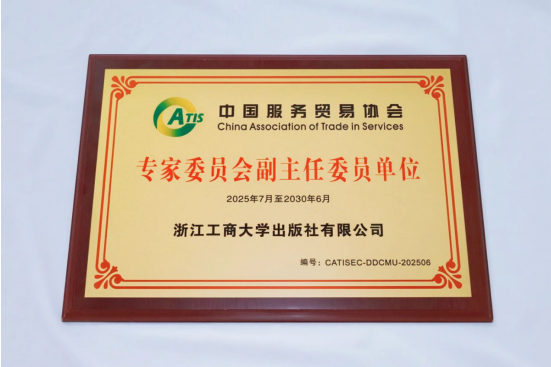 CATIS
中国服务贸易协会
China Association of Trade in Services
专家委员会副主任委员单位
2025年7月至2030年6月
浙江工商大学出版社有限公司
编号：CATISEC-DDCMU-202506